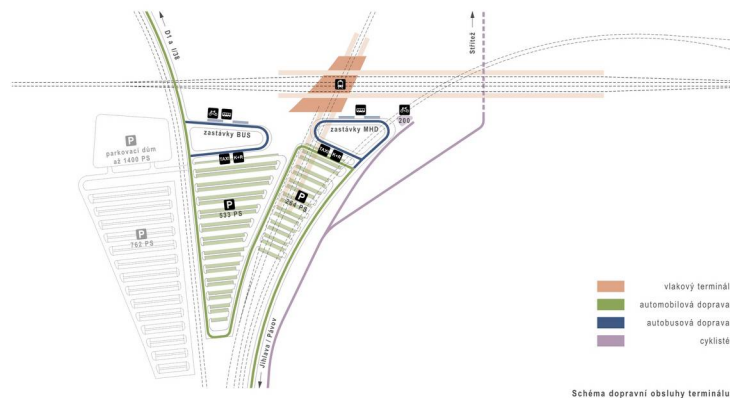 D1 a I/38
Střítež
zastávky BUS
zastávky MHD
200
P
parkovací dům
až 1400 PS
TAXI K+R
TAXI K+R
P
533 PS
P
264 PS
P
762 PS
Jihlava / Pávov
vlakový terminál
automobilová doprava
autobusová doprava
cyklisté
Schéma dopravní obsluhy terminálu